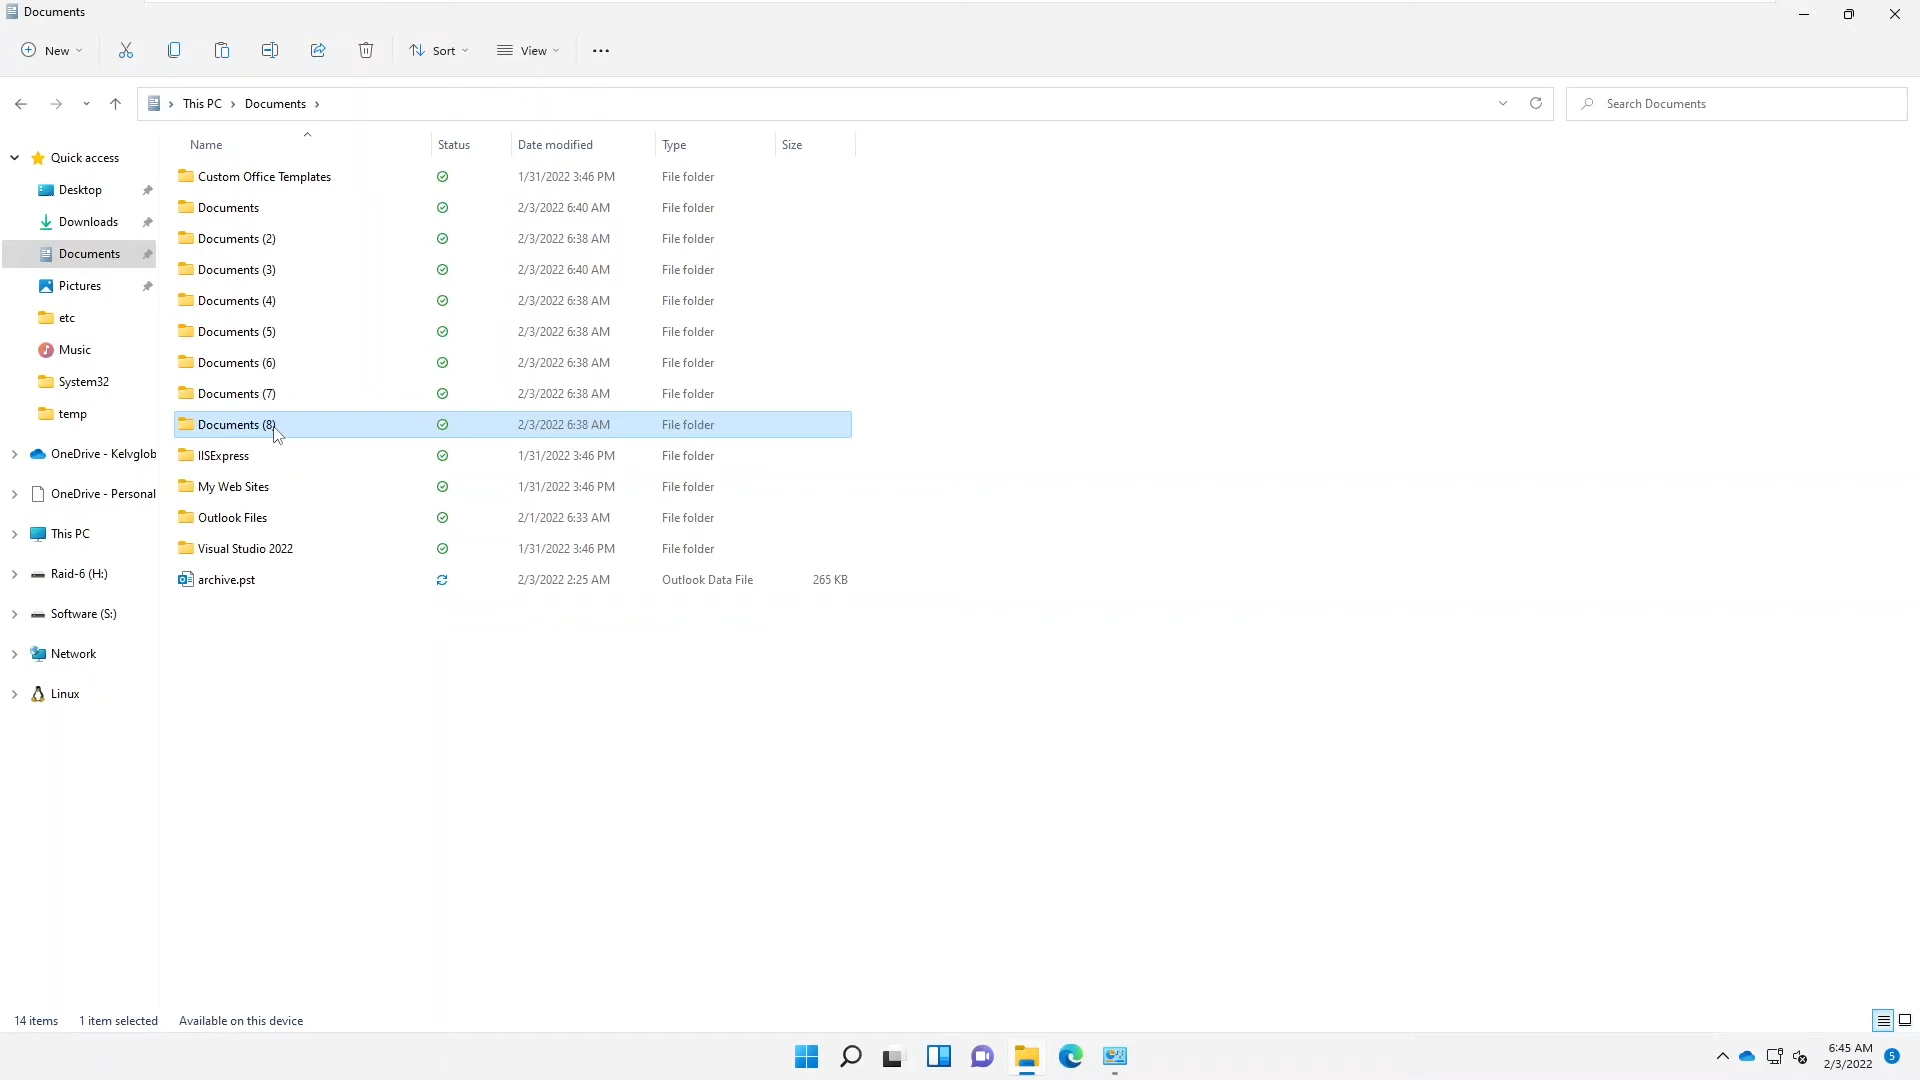 Documents
New
Sort
View
This PC
Documents
Search Documents
Name
Status
Date modified
Type
Size
Quick access
Desktop
Downloads
Documents
Pictures
etc
Music
System32
temp
OneDrive - Kelvglob
OneDrive - Personal
This PC
Raid-6 (H:)
Software (S:)
Network
Linux
Custom Office Templates 1/31/2022 3:46 PM File folder
Documents 2/3/2022 6:40 AM File folder
Documents (2) 2/3/2022 6:38 AM File folder
Documents (3) 2/3/2022 6:40 AM File folder
Documents (4) 2/3/2022 6:38 AM File folder
Documents (5) 2/3/2022 6:38 AM File folder
Documents (6) 2/3/2022 6:38 AM File folder
Documents (7) 2/3/2022 6:38 AM File folder
Documents (8) 2/3/2022 6:38 AM File folder
IISExpress 1/31/2022 3:46 PM File folder
My Web Sites 1/31/2022 3:46 PM File folder
Outlook Files 2/1/2022 6:33 AM File folder
Visual Studio 2022 1/31/2022 3:46 PM File folder
archive.pst 2/3/2022 2:25 AM Outlook Data File 265 KB
14 items 1 item selected Available on this device
6:45 AM
2/3/2022
5